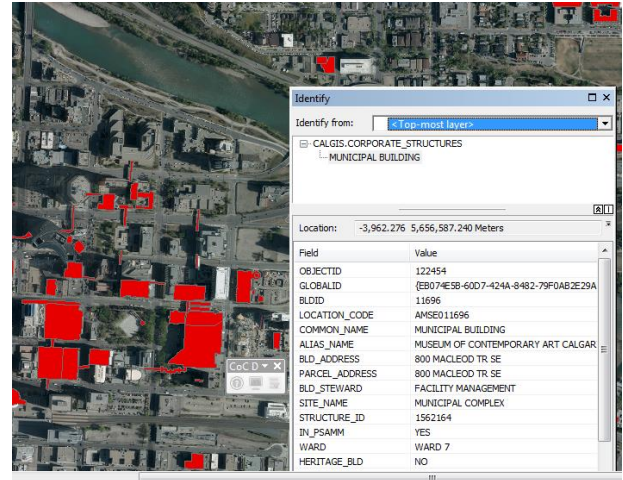 Identify
Identify from: <Top-most layer>
CALGIS.CORPORATE_STRUCTURES
MUNICIPAL BUILDING
Location: -3,962.276 5,656,587.240 Meters
Field Value
OBJECTID 122454
GLOBALID {EB074E5B-60D7-424A-8482-79F0AB2E29A
BLDID 11696
LOCATION_CODE AMSE011696
COMMON_NAME MUNICIPAL BUILDING
ALIAS_NAME MUSEUM OF CONTEMPORARY ART CALGAR
BLD_ADDRESS 800 MACLEOD TR SE
PARCEL_ADDRESS 800 MACLEOD TR SE
BLD_STEWARD FACILITY MANAGEMENT
CoC D
SITE_NAME MUNICIPAL COMPLEX
STRUCTURE_ID 1562164
IN_PSAMM YES
WARD WARD 7
HERITAGE_BLD NO